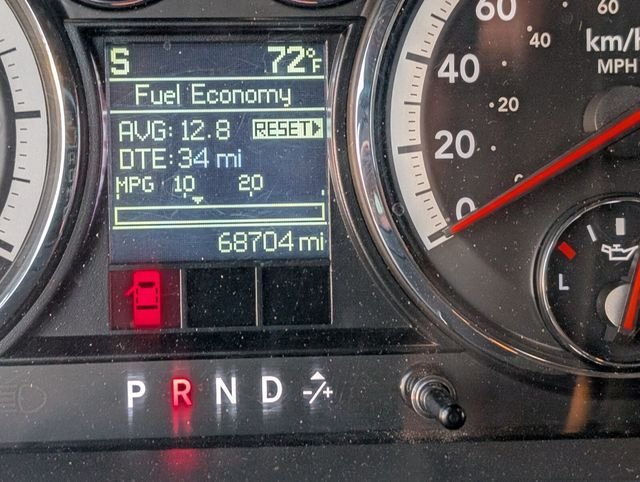 S 72°F
Fuel Economy
AVG: 12.8 RESET
DTE: 34 mi
MPG 10 20
68704 mi
P R N D -/+
60
40
20
0
60
40
20
0
km/h
MPH
L